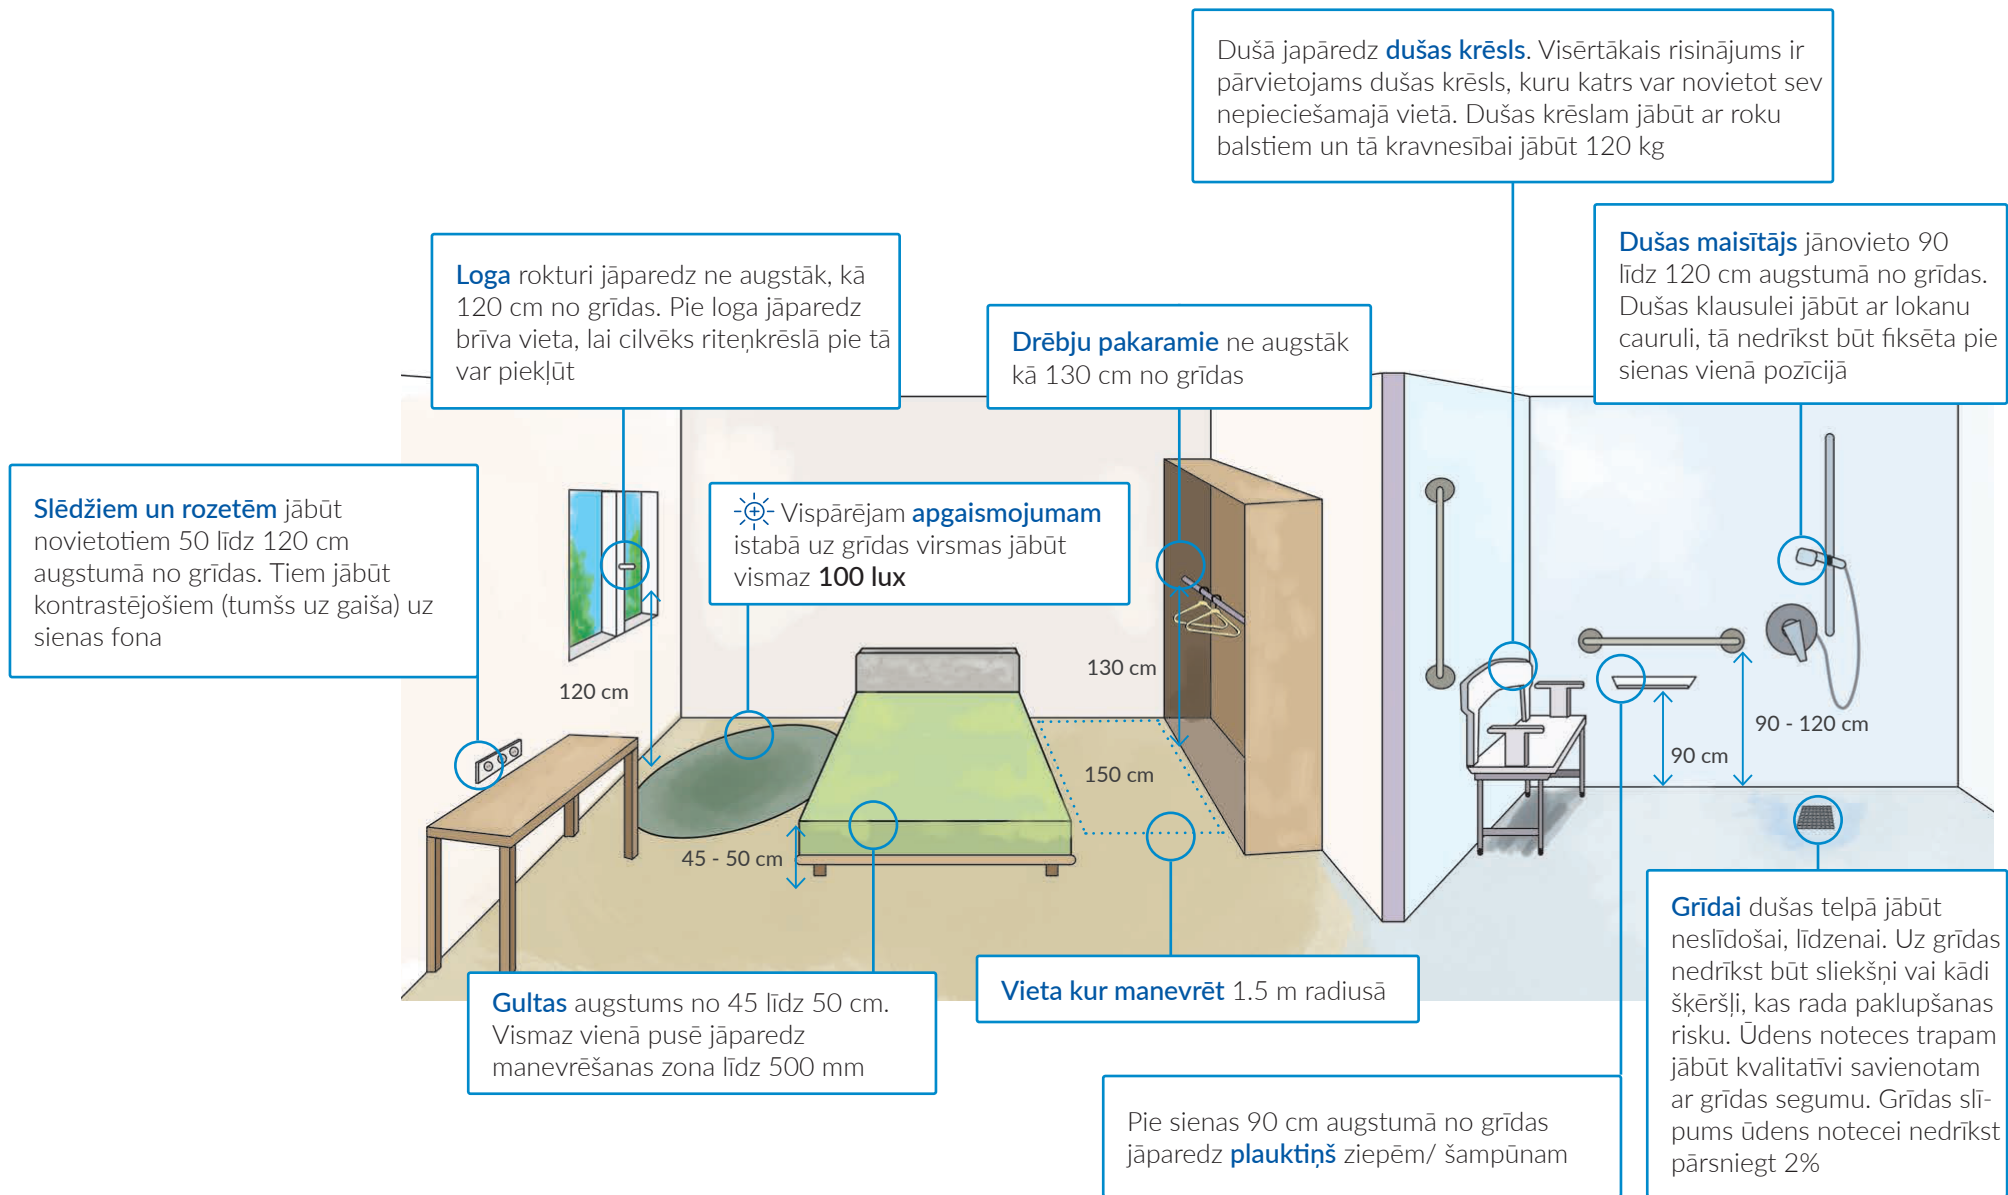 Dušā japāredz dušas krēsls. Visērtākais risinājums ir
pārvietojams dušas krēsls, kuru katrs var novietot sev
nepieciešamajā vietā. Dušas krēslam jābūt ar roku
balstiem un tā kravnesībai jābūt 120 kg
Dušas maisītājs jānovieto 90
līdz 120 cm augstumā no grīdas.
Dušas klausulei jābūt ar lokanu
cauruli, tā nedrīkst būt fiksēta pie
sienas vienā pozīcijā
Loga rokturi jāparedz ne augstāk, kā
120 cm no grīdas. Pie loga jāparedz
brīva vieta, lai cilvēks riteņkrēslā pie tā
var piekļūt
Drēbju pakaramie ne augstāk
kā 130 cm no grīdas
Slēdžiem un rozetēm jābūt
novietotiem 50 līdz 120 cm
augstumā no grīdas. Tiem jābūt
kontrastējošiem (tumšs uz gaiša) uz
sienas fona
Vispārējam apgaismojumam
istabā uz grīdas virsmas jābūt
vismaz 100 lux
120 cm
130 cm
150 cm
45 - 50 cm
90 - 120 cm
90 cm
Gultas augstums no 45 līdz 50 cm.
Vismaz vienā pusē jāparedz
manevrēšanas zona līdz 500 mm
Vieta kur manevrēt 1.5 m radiusā
Grīdai dušas telpā jābūt
neslīdošai, līdzenai. Uz grīdas
nedrīkst būt sliekšņi vai kādi
šķēršļi, kas rada paklupšanas
risku. Ūdens noteces trapam
jābūt kvalitatīvi savienotam
ar grīdas segumu. Grīdas slī-
pums ūdens notecei nedrīkst
pārsniegt 2%
Pie sienas 90 cm augstumā no grīdas
jāparedz plauktiņš ziepēm/ šampūnam